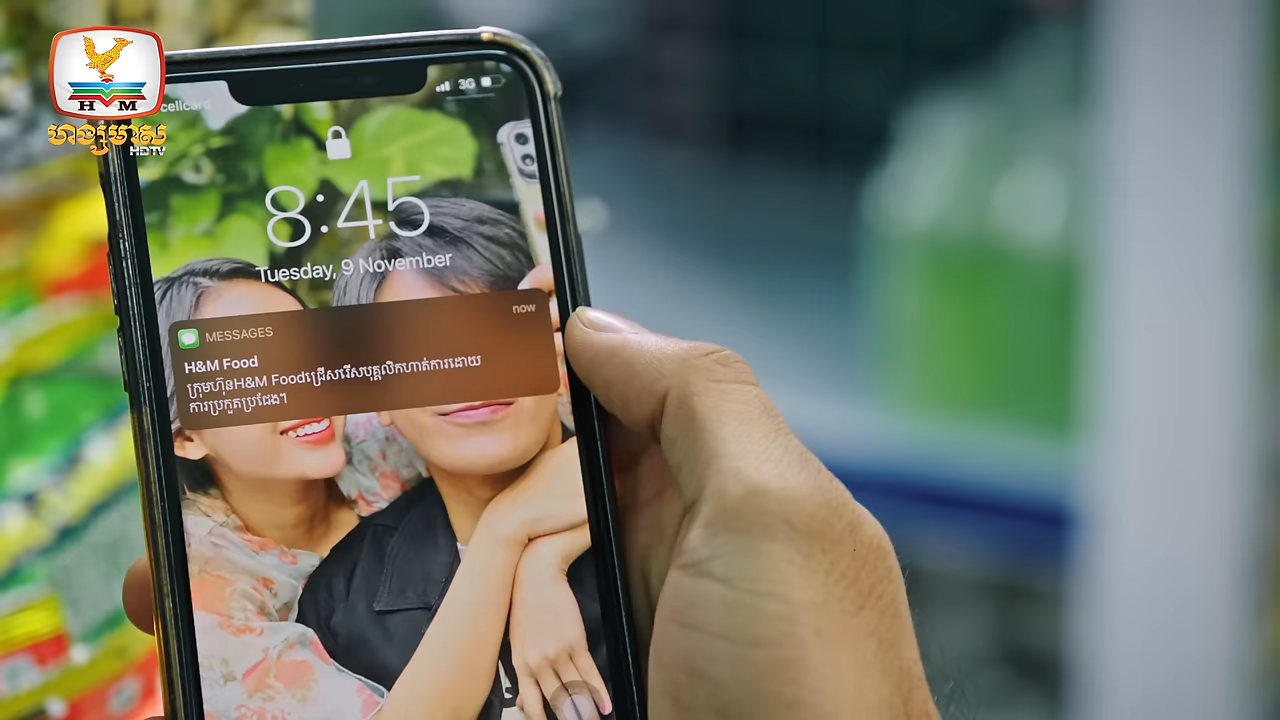 H M
ហង្សមាស
HDTV
cellcard
3G
8:45
Tuesday, 9 November
MESSAGES
now
H&M Food
ក្រុមហ៊ុនH&M Foodជ្រើសរើសបុគ្គលិកហាត់ការដោយ
ការប្រកួតប្រជែង។